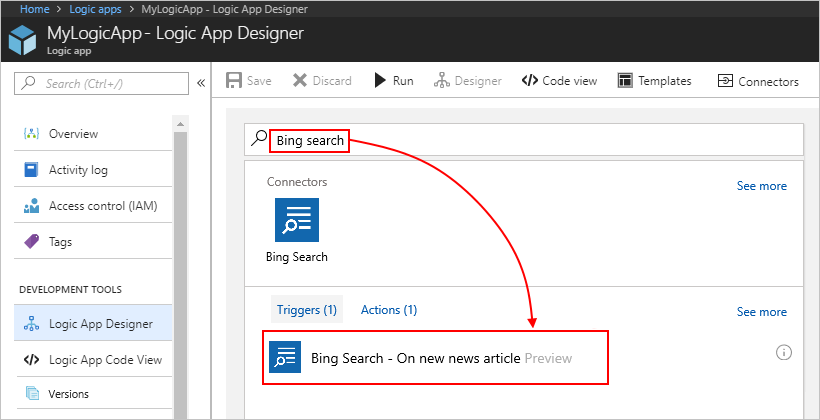 Home > Logic apps > MyLogicApp - Logic App Designer
MyLogicApp - Logic App Designer
Logic app
Search (Ctrl+/)
«
Overview
Activity log
Access control (IAM)
Tags
DEVELOPMENT TOOLS
Logic App Designer
Logic App Code View
Versions
Save Discard Run Designer Code view Templates Connectors
Bing search
Connectors
See more
Bing Search
Triggers (1) Actions (1)
See more
Bing Search - On new news article Preview